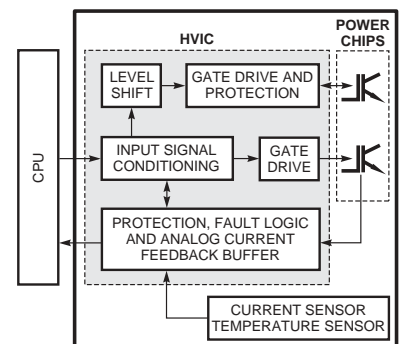 HVIC
POWER
CHIPS
LEVEL
SHIFT
GATE DRIVE AND
PROTECTION
CPU
INPUT SIGNAL
CONDITIONING
GATE
DRIVE
PROTECTION, FAULT LOGIC
AND ANALOG CURRENT
FEEDBACK BUFFER
CURRENT SENSOR
TEMPERATURE SENSOR